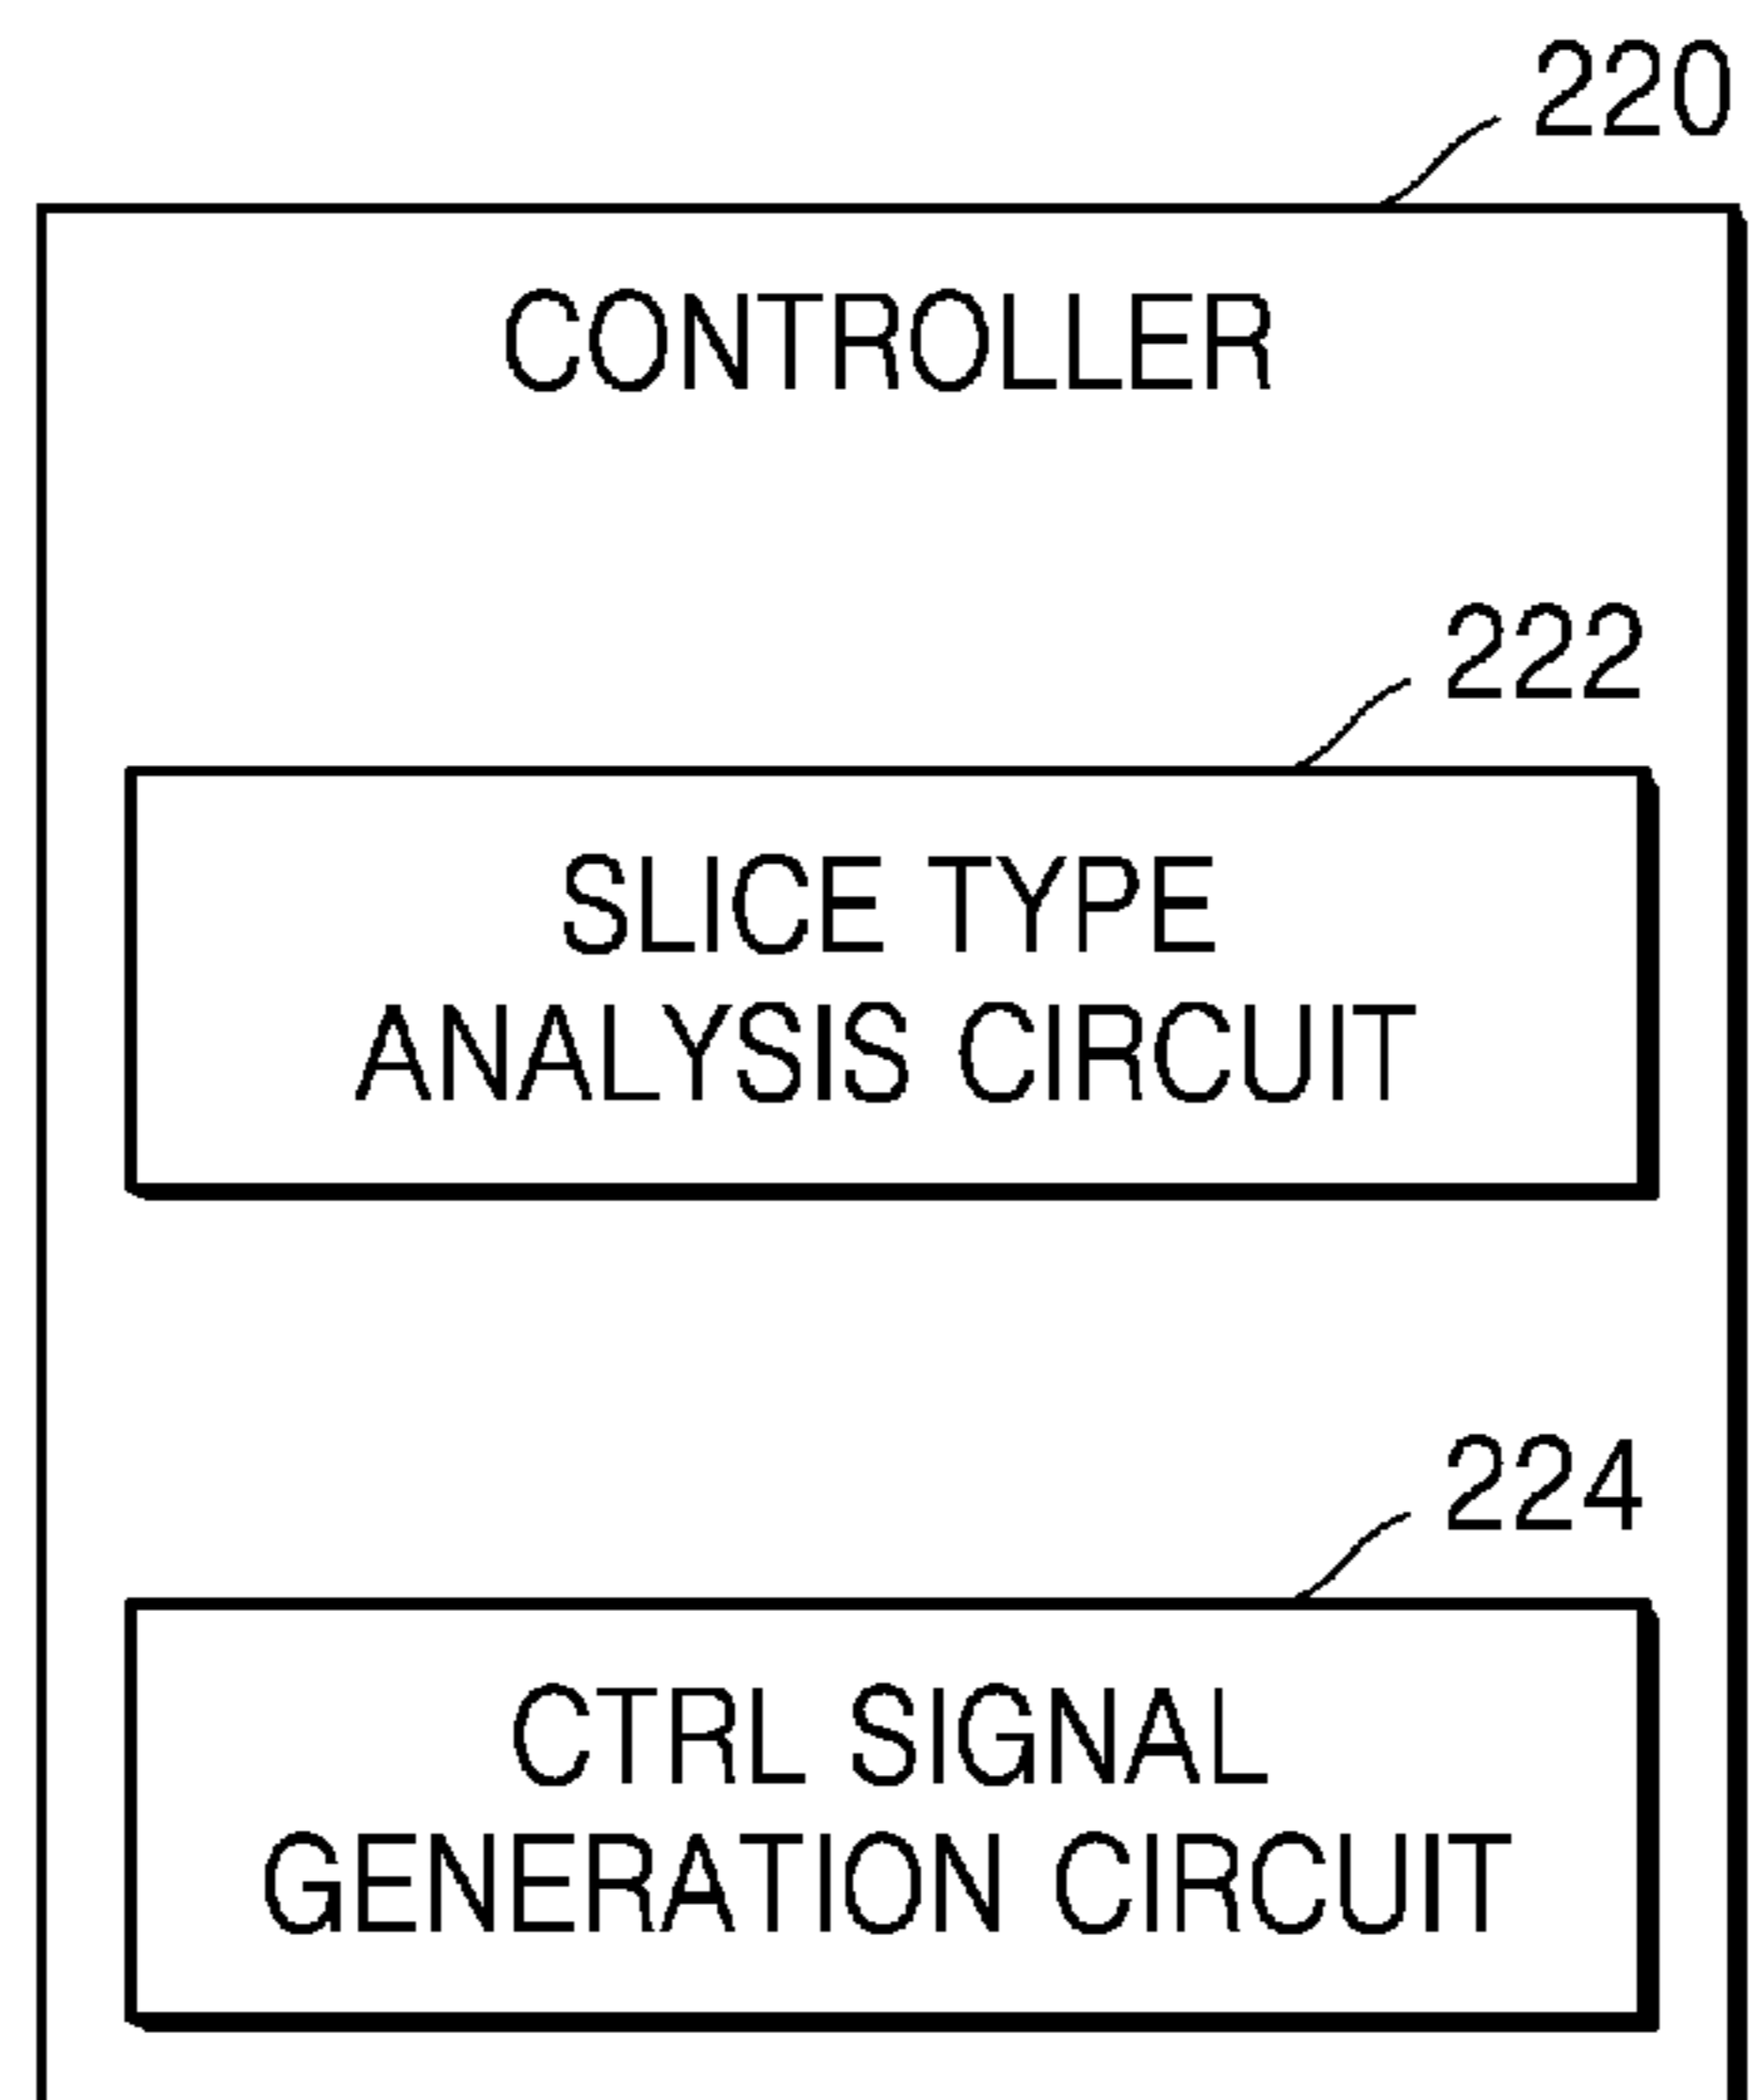 220
CONTROLLER
222
SLICE TYPE
ANALYSIS CIRCUIT
224
CTRL SIGNAL
GENERATION CIRCUIT